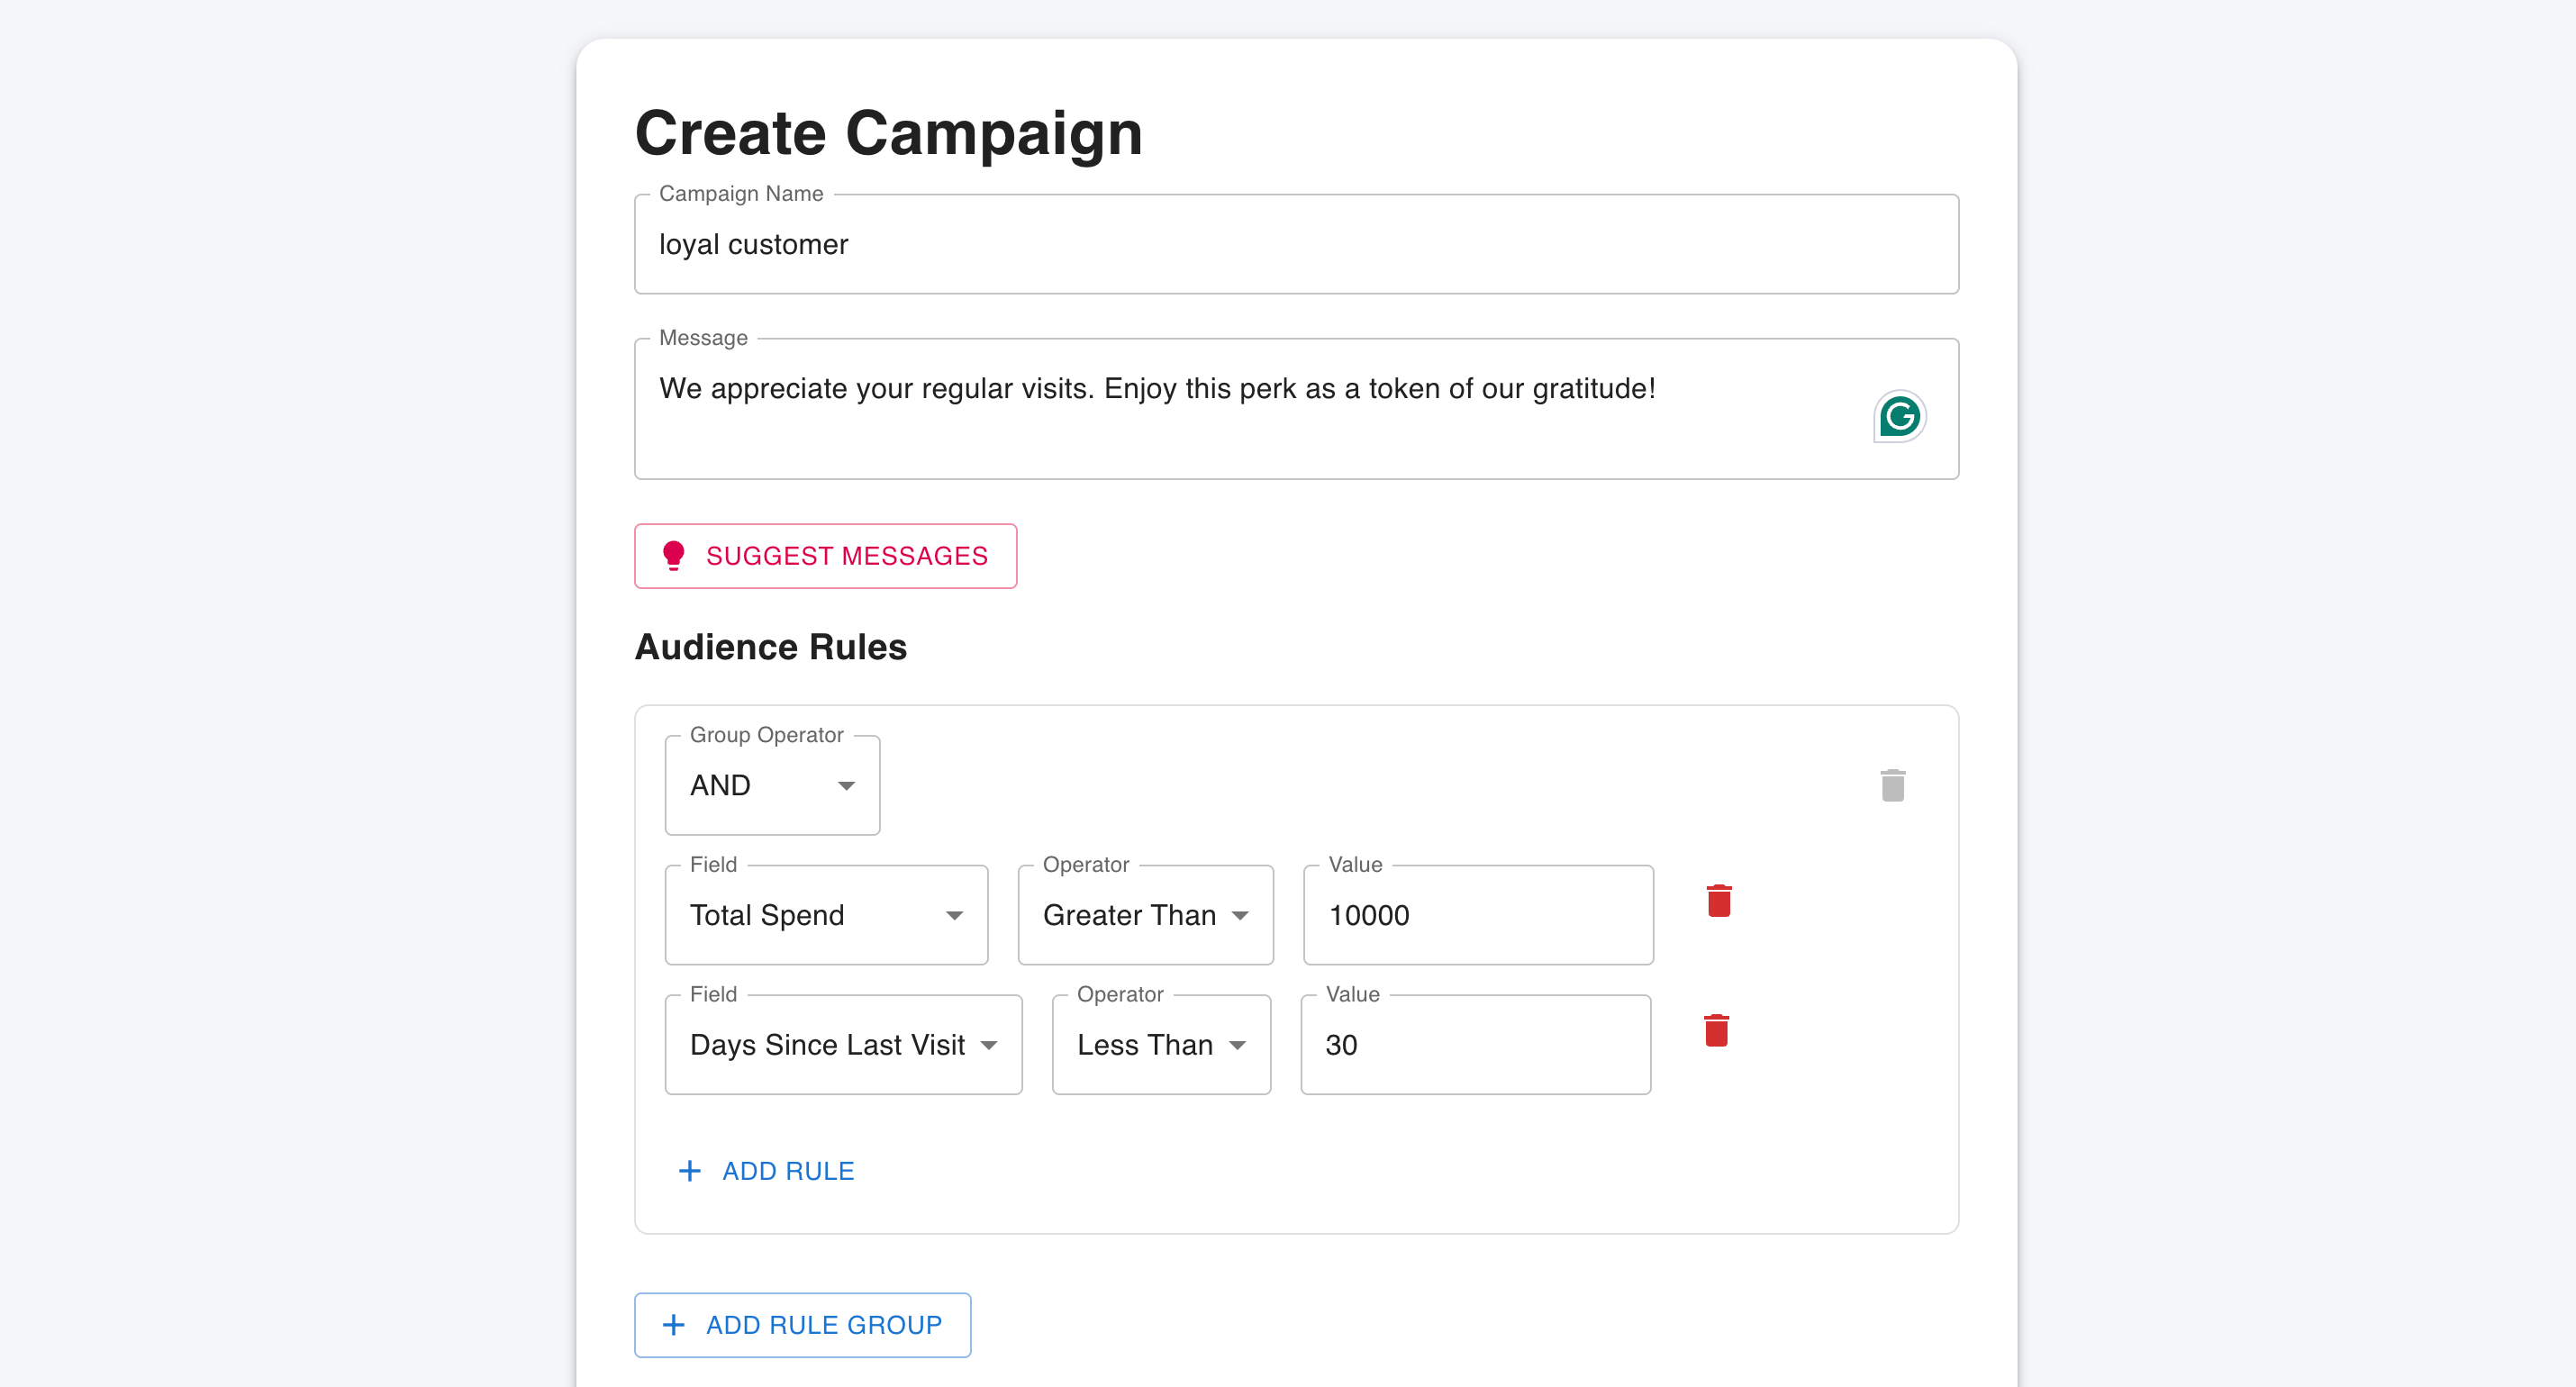 Create Campaign
Campaign Name
loyal customer
Message
We appreciate your regular visits. Enjoy this perk as a token of our gratitude!
SUGGEST MESSAGES
Audience Rules
Group Operator
AND
Field Operator Value
Total Spend Greater Than 10000
Field Operator Value
Days Since Last Visit Less Than 30
ADD RULE
ADD RULE GROUP